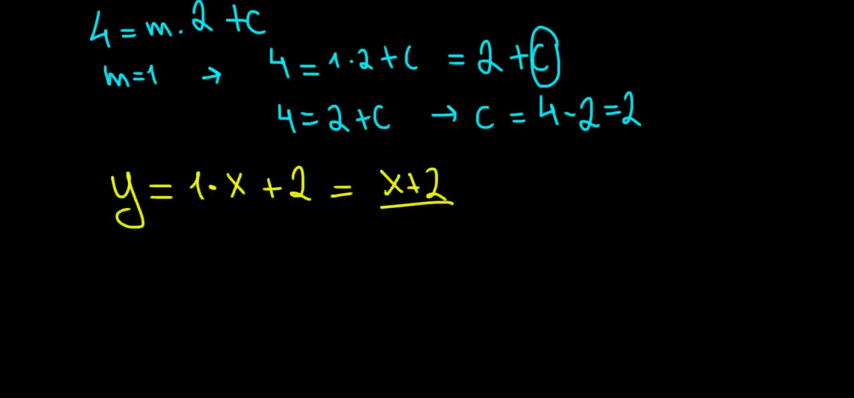 4 = m . 2 + c
m=1 → 4 = 1 · 2 + c = 2 + c
4 = 2 + c → c = 4 - 2 = 2
y = 1 · x + 2 = x + 2